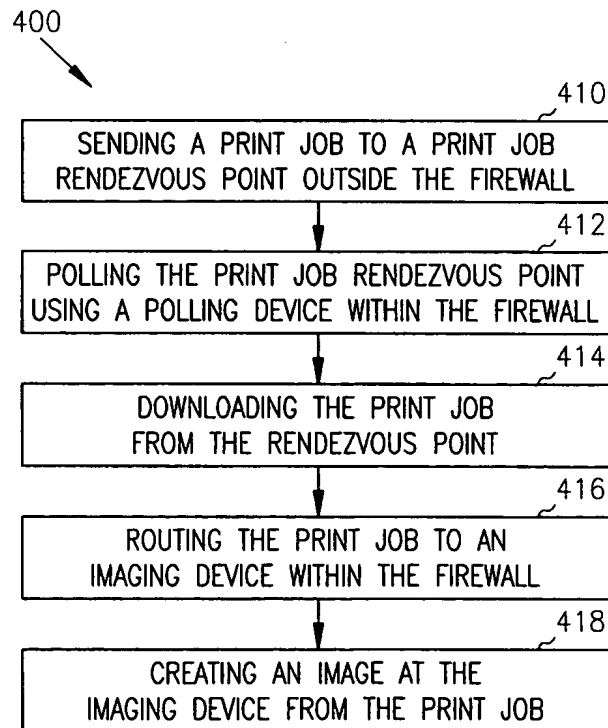 400
410
SENDING A PRINT JOB TO A PRINT JOB
RENDEZVOUS POINT OUTSIDE THE FIREWALL
412
POLLING THE PRINT JOB RENDEZVOUS POINT
USING A POLLING DEVICE WITHIN THE FIREWALL
414
DOWNLOADING THE PRINT JOB
FROM THE RENDEZVOUS POINT
416
ROUTING THE PRINT JOB TO AN
IMAGING DEVICE WITHIN THE FIREWALL
418
CREATING AN IMAGE AT THE
IMAGING DEVICE FROM THE PRINT JOB